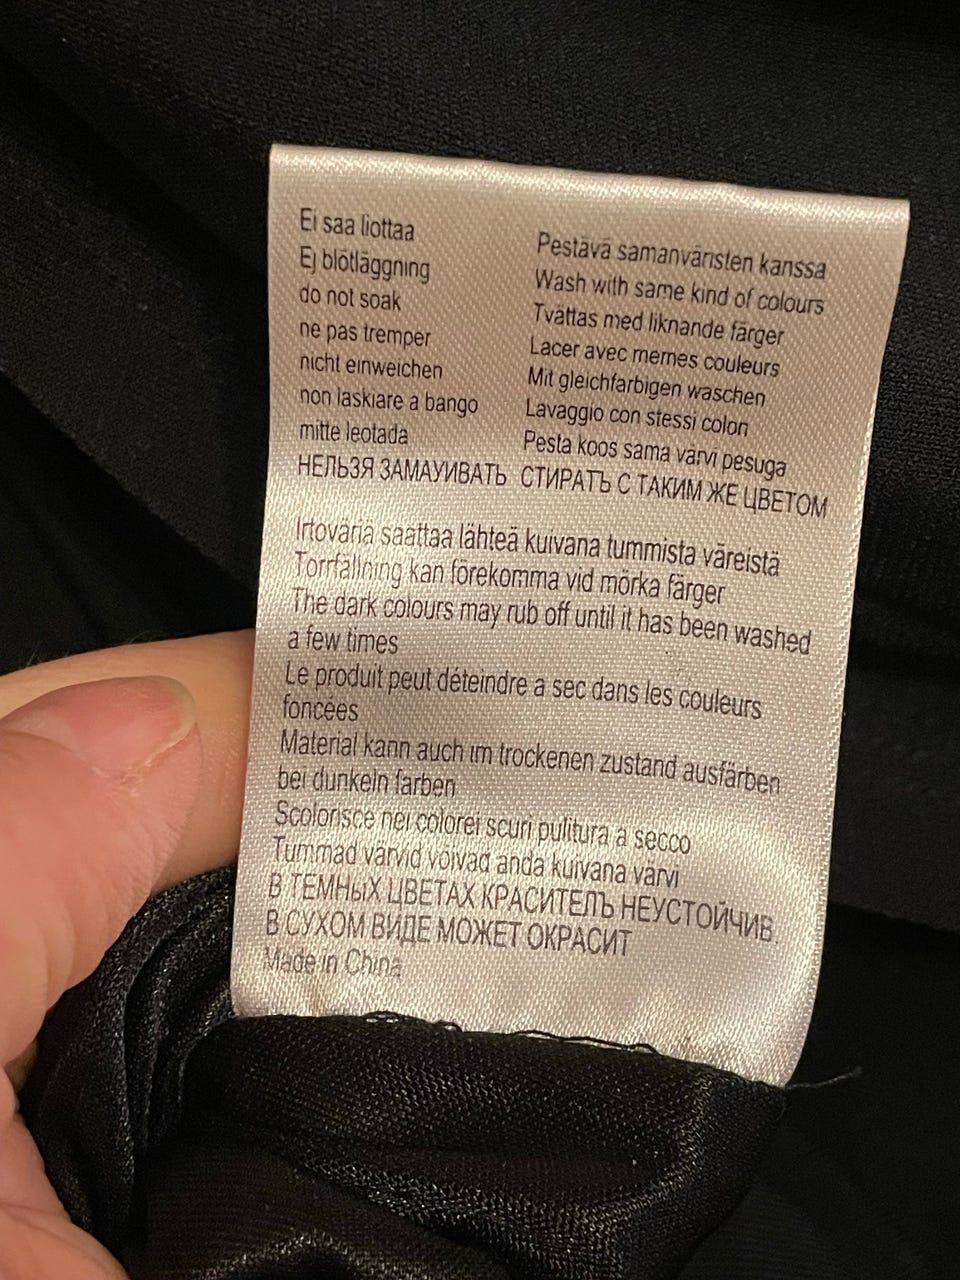 Ei saa liottaa
Ej blötläggning
do not soak
ne pas tremper
nicht einweichen
non laskiare a bango
mitte leotada
НЕЛЬЗЯ ЗАМАУИВАТЬ
Pestävä samanväristen kanssa
Wash with same kind of colours
Tvättas med liknande färger
Lacer avec memes couleurs
Mit gleichfarbigen waschen
Lavaggio con stessi colon
Pesta koos sama värvi pesuga
СТИРАТЪ С ТАКИМ ЖЕ ЦВЕТОМ
Irtoväriä saattaa lähteä kuivana tummista väreistä
Torrfällning kan förekomma vid mörka färger
The dark colours may rub off until it has been washed
a few times
Le produit peut déteindre a sec dans les couleurs
foncées
Material kann auch im trockenen zustand ausfärben
bei dunkeln farben
Scolorisce nei colorei scuri pulitura a secco
Tummad varvid võivad anda kuivana värvi
В ТЕМНЫХ ЦВЕТАХ КРАСИТЕЛЪ НЕУСТОЙЧИВ.
В СУХОМ ВИДЕ МОЖЕТ ОКРАСИТ
Made in China